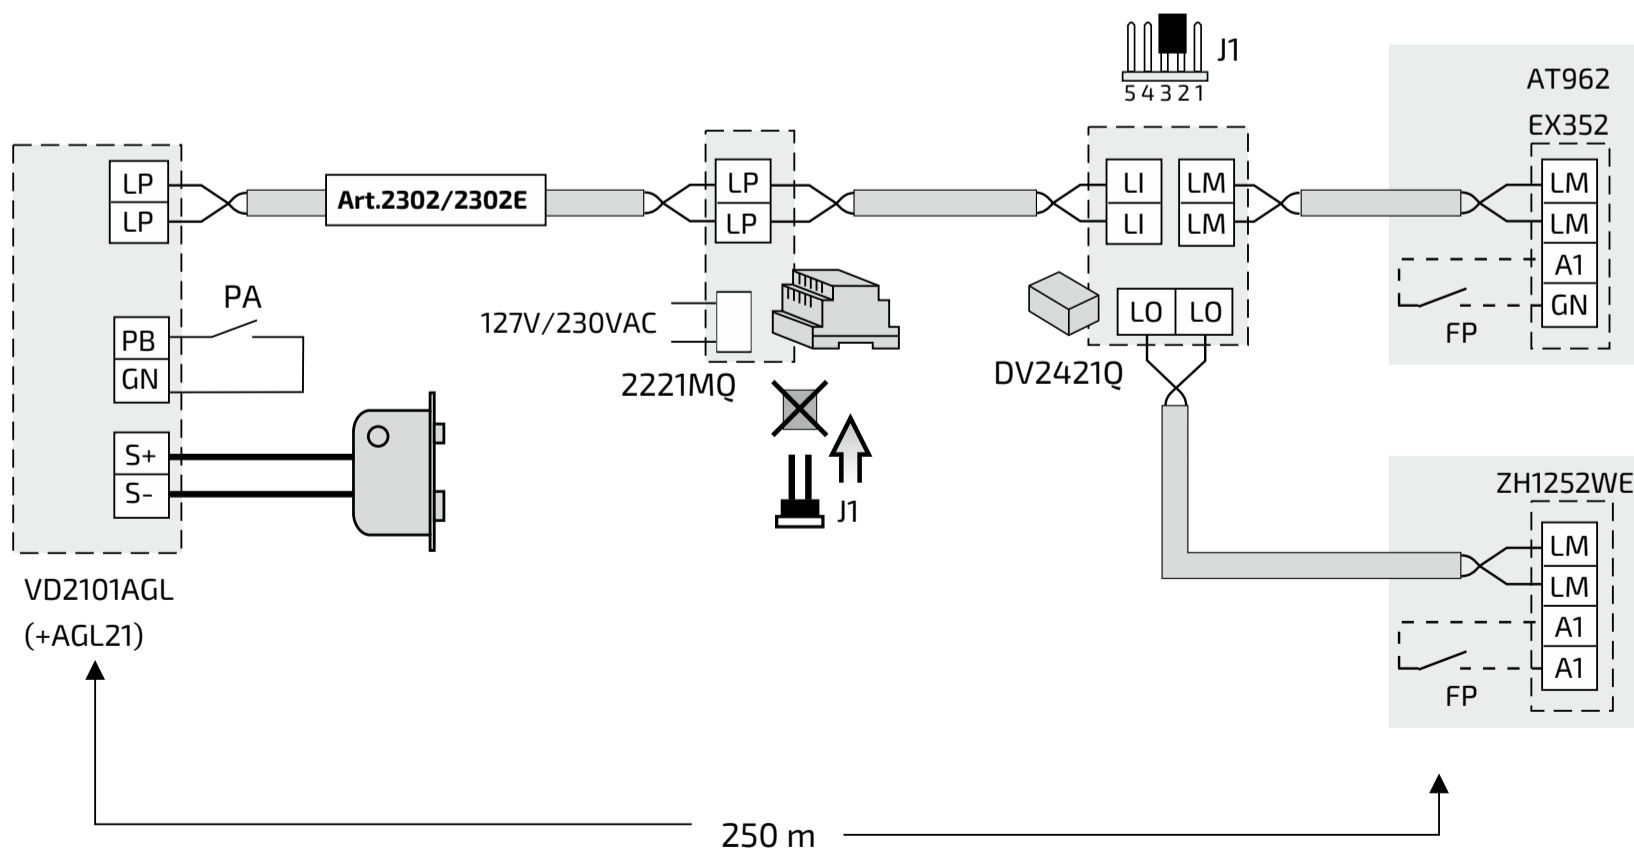 J1
5 4 3 2 1
AT962
EX352
LP
LP
Art.2302/2302E
LP
LP
LI
LI
LM
LM
LM
LM
A1
GN
FP
PA
PB
GN
127V/230VAC
2221MQ
LO LO
DV2421Q
S+
S-
J1
ZH1252WE
LM
LM
A1
A1
FP
VD2101AGL
(+AGL21)
250 m